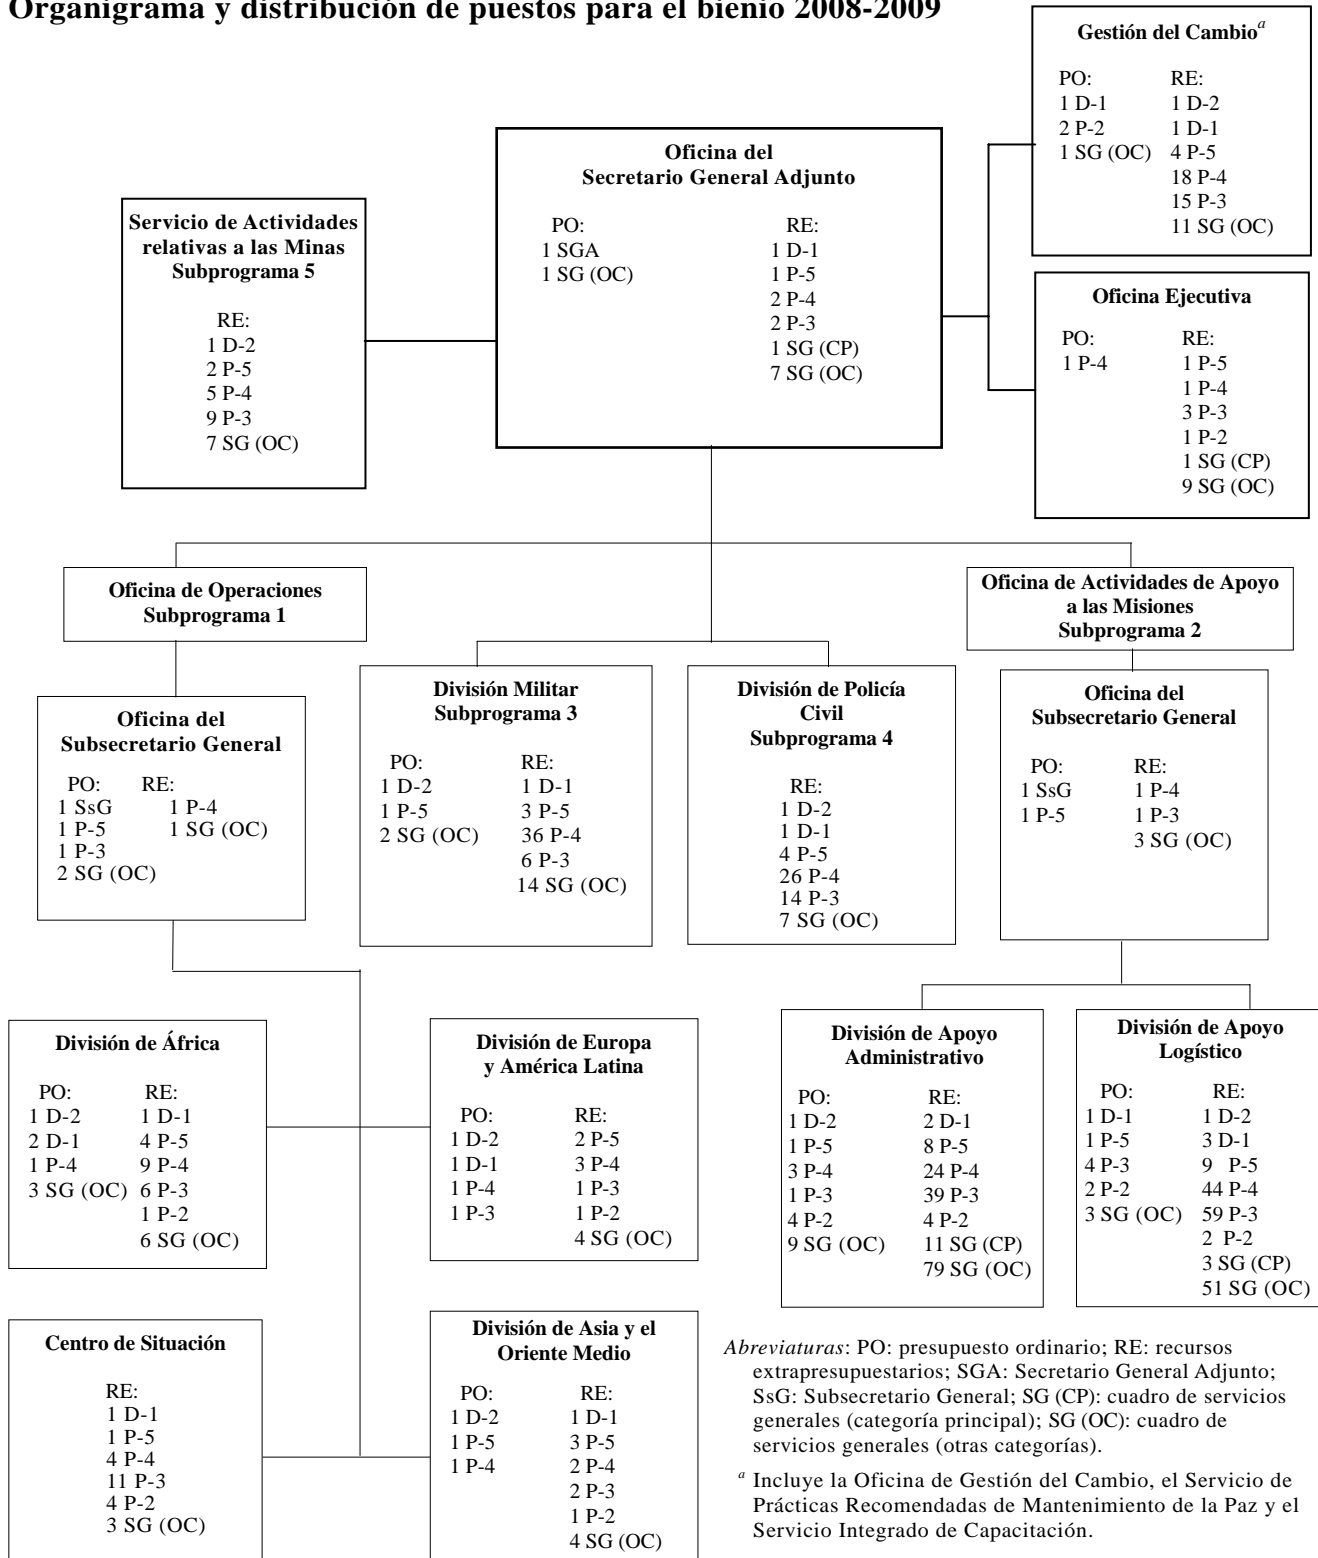 Organigrama y distribución de puestos para el bienio 2008-2009
Gestión del Cambio a
PO: RE:
1 D-1 1 D-2
2 P-2 1 D-1
1 SG (OC) 4 P-5
18 P-4
15 P-3
11 SG (OC)
Oficina del
Secretario General Adjunto
PO: RE:
1 SGA 1 D-1
1 SG (OC) 1 P-5
2 P-4
2 P-3
1 SG (CP)
7 SG (OC)
Servicio de Actividades
relativas a las Minas
Subprograma 5
RE:
1 D-2
2 P-5
5 P-4
9 P-3
7 SG (OC)
Oficina Ejecutiva
PO: RE:
1 P-4 1 P-5
1 P-4
3 P-3
1 P-2
1 SG (CP)
9 SG (OC)
Oficina de Operaciones
Subprograma 1
Oficina de Actividades de Apoyo
a las Misiones
Subprograma 2
Oficina del
Subsecretario General
PO: RE:
1 SsG 1 P-4
1 P-5 1 SG (OC)
1 P-3
2 SG (OC)
División Militar
Subprograma 3
PO: RE:
1 D-2 1 D-1
1 P-5 3 P-5
2 SG (OC) 36 P-4
6 P-3
14 SG (OC)
División de Policía
Civil
Subprograma 4
RE:
1 D-2
1 D-1
4 P-5
26 P-4
14 P-3
7 SG (OC)
Oficina del
Subsecretario General
PO: RE:
1 SsG 1 P-4
1 P-5 1 P-3
3 SG (OC)
División de África
PO: RE:
1 D-2 1 D-1
2 D-1 4 P-5
1 P-4 9 P-4
3 SG (OC) 6 P-3
1 P-2
6 SG (OC)
División de Europa
y América Latina
PO: RE:
1 D-2 2 P-5
1 D-1 3 P-4
1 P-4 1 P-3
1 P-3 1 P-2
4 SG (OC)
División de Apoyo
Administrativo
PO: RE:
1 D-2 2 D-1
1 P-5 8 P-5
3 P-4 24 P-4
1 P-3 39 P-3
4 P-2 4 P-2
9 SG (OC) 11 SG (CP)
79 SG (OC)
División de Apoyo
Logístico
PO: RE:
1 D-1 1 D-2
1 P-5 3 D-1
4 P-3 9 P-5
2 P-2 44 P-4
3 SG (OC) 59 P-3
2 P-2
3 SG (CP)
51 SG (OC)
Centro de Situación
RE:
1 D-1
1 P-5
4 P-4
11 P-3
4 P-2
3 SG (OC)
División de Asia y el
Oriente Medio
PO: RE:
1 D-2 1 D-1
1 P-5 3 P-5
1 P-4 2 P-4
2 P-3
1 P-2
4 SG (OC)
Abreviaturas: PO: presupuesto ordinario; RE: recursos
extrapresupuestarios; SGA: Secretario General Adjunto;
SsG: Subsecretario General; SG (CP): cuadro de servicios
generales (categoría principal); SG (OC): cuadro de
servicios generales (otras categorías).
a Incluye la Oficina de Gestión del Cambio, el Servicio de
Prácticas Recomendadas de Mantenimiento de la Paz y el
Servicio Integrado de Capacitación.